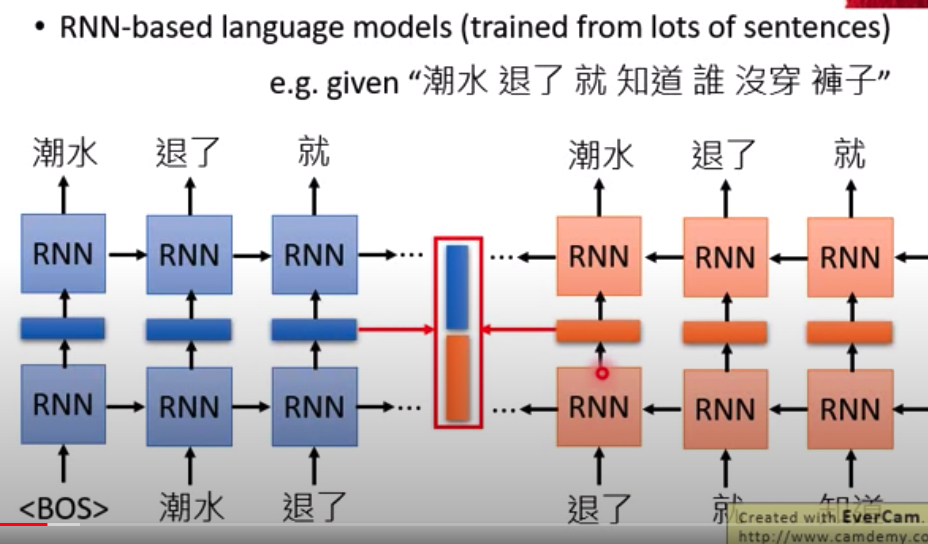 • RNN-based language models (trained from lots of sentences)
e.g. given “潮水 退了 就 知道 誰 沒穿 褲子”
潮水 退了 就 潮水 退了 就
RNN RNN RNN ... ... RNN RNN RNN
RNN RNN RNN ... ... RNN RNN RNN
<BOS> 潮水 退了 退了 就 知道
Created with EverCam.
http://www.camdemy.co